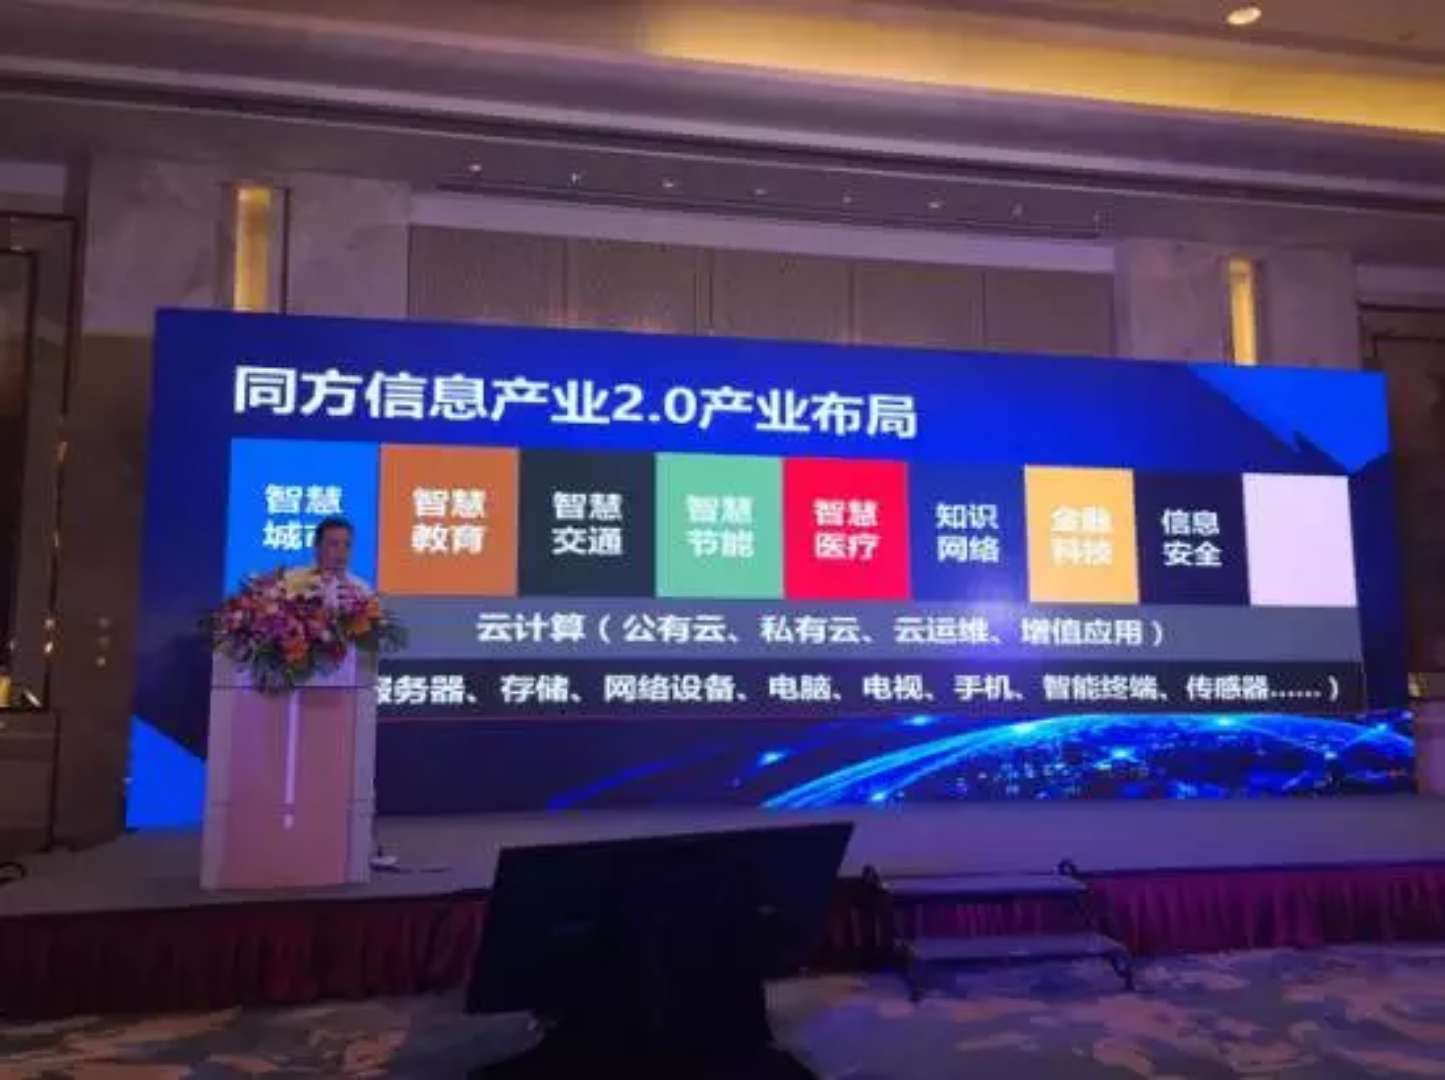 同方信息产业2.0产业布局
智慧
城市
智慧
教育
智慧
交通
智慧
节能
智慧
医疗
知识
网络
金融
科技
信息
安全
云计算（公有云、私有云、云运维、增值应用）
服务器、存储、网络设备、电脑、电视、手机、智能终端、传感器......）